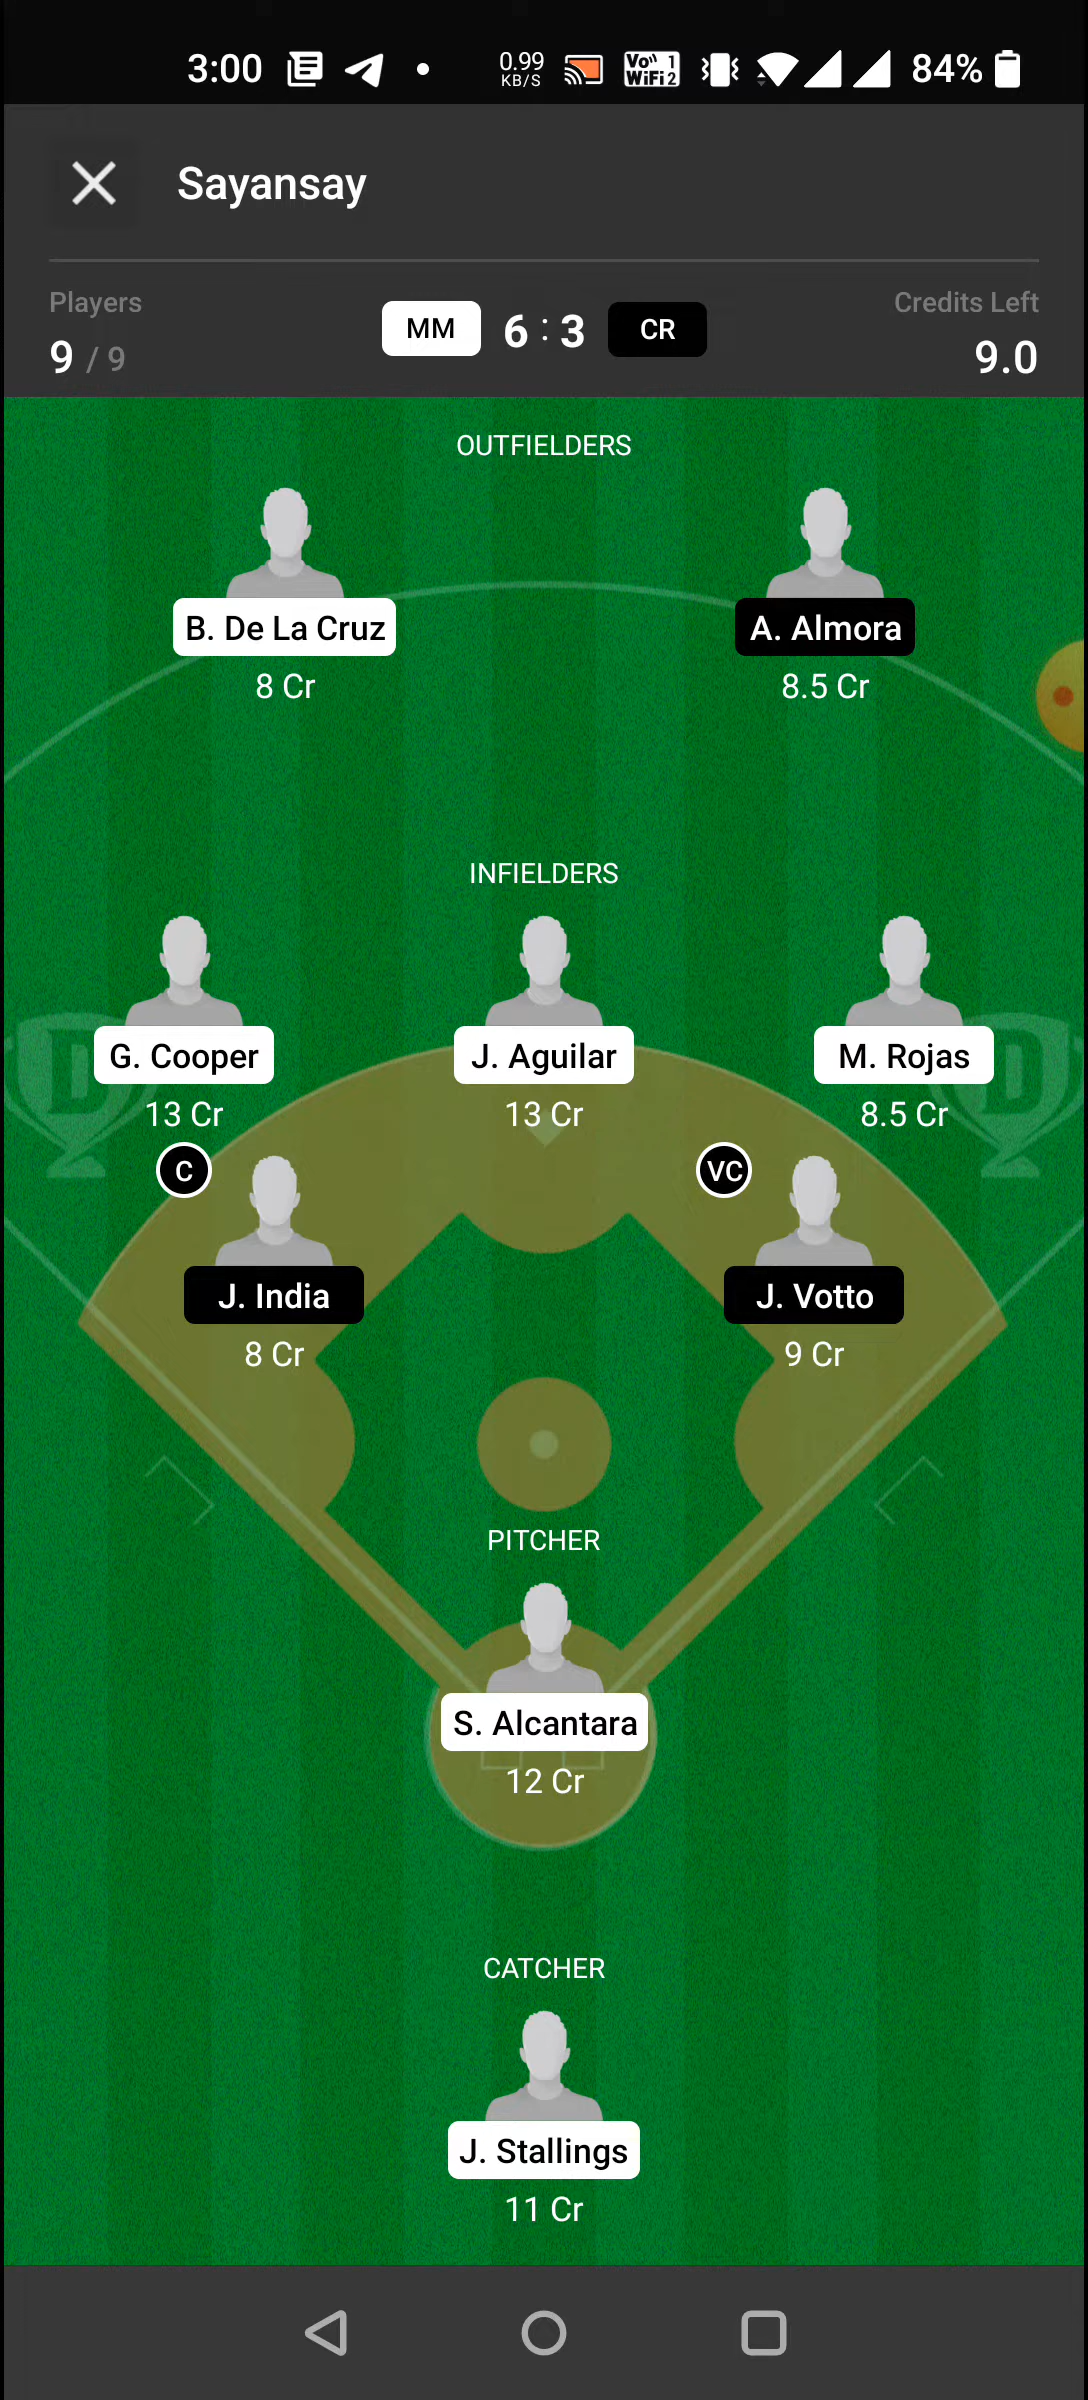 3:00 0.99 KB/S Vo 1 WiFi 2 84%
Sayansay
Players
Credits Left
9 / 9
MM 6 : 3 CR
9.0
OUTFIELDERS
B. De La Cruz
A. Almora
8 Cr
8.5 Cr
INFIELDERS
G. Cooper
J. Aguilar
M. Rojas
13 Cr
13 Cr
8.5 Cr
C
VC
J. India
J. Votto
8 Cr
9 Cr
PITCHER
S. Alcantara
12 Cr
CATCHER
J. Stallings
11 Cr
D
D